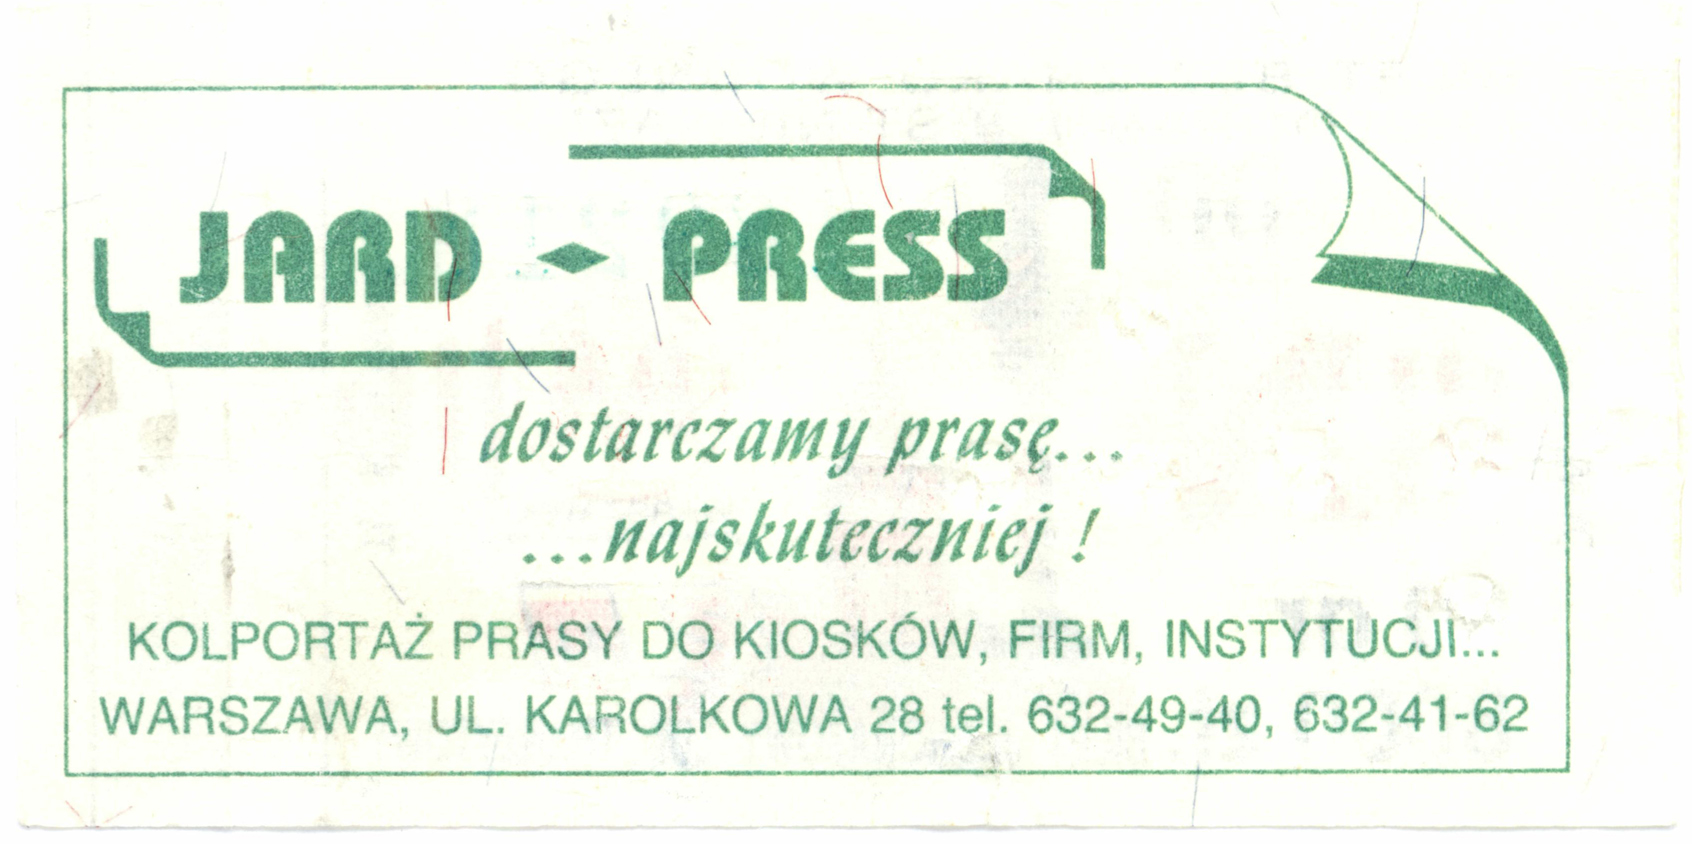 JARD ♦ PRESS
dostarczamy prasę...
...najskuteczniej !
KOLPORTAŻ PRASY DO KIOSKÓW, FIRM, INSTYTUCJI...
WARSZAWA, UL. KAROLKOWA 28 tel. 632-49-40, 632-41-62